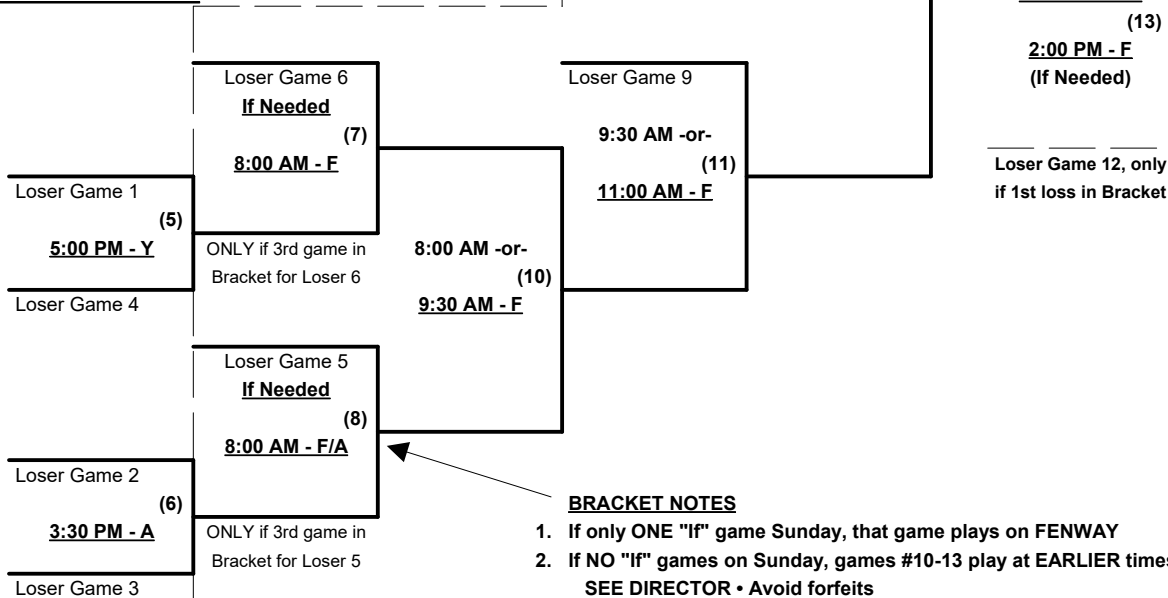 (13)
2:00 PM - F
(If Needed)
Loser Game 12, only
if 1st loss in Bracket
Loser Game 6
If Needed
(7)
8:00 AM - F
ONLY if 3rd game in
Bracket for Loser 6
Loser Game 9
9:30 AM -or-
(11)
11:00 AM - F
Loser Game 1
(5)
5:00 PM - Y
Loser Game 4
8:00 AM -or-
(10)
9:30 AM - F
Loser Game 5
If Needed
(8)
8:00 AM - F/A
ONLY if 3rd game in
Bracket for Loser 5
Loser Game 2
(6)
3:30 PM - A
Loser Game 3
BRACKET NOTES
1. If only ONE "If" game Sunday, that game plays on FENWAY
2. If NO "If" games on Sunday, games #10-13 play at EARLIER times
SEE DIRECTOR • Avoid forfeits